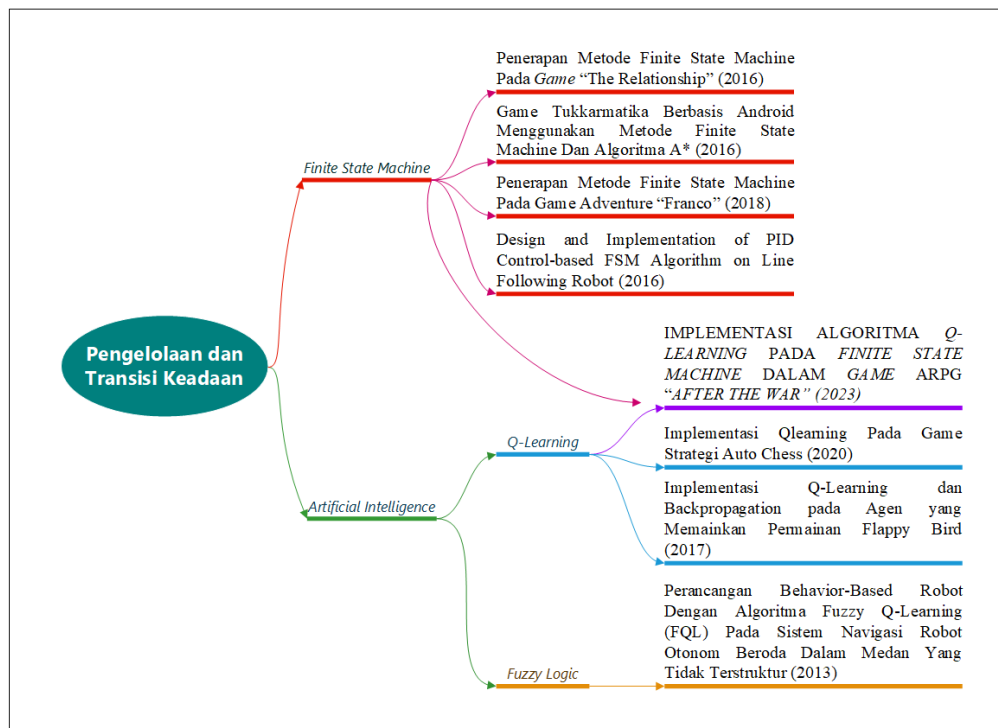 Penerapan Metode Finite State Machine
Pada Game “The Relationship” (2016)
Game Tukkarmatika Berbasis Android
Menggunakan Metode Finite State
Machine Dan Algoritma A* (2016)
Finite State Machine
Penerapan Metode Finite State Machine
Pada Game Adventure “Franco” (2018)
Design and Implementation of PID
Control-based FSM Algorithm on Line
Following Robot (2016)
Pengelolaan dan
Transisi Keadaan
IMPLEMENTASI ALGORITMA Q-
LEARNING PADA FINITE STATE
MACHINE DALAM GAME ARPG
“AFTER THE WAR” (2023)
Q-Learning
Implementasi Qlearning Pada Game
Strategi Auto Chess (2020)
Artificial Intelligence
Implementasi Q-Learning dan
Backpropagation pada Agen yang
Memainkan Permainan Flappy Bird
(2017)
Fuzzy Logic
Perancangan Behavior-Based Robot
Dengan Algoritma Fuzzy Q-Learning
(FQL) Pada Sistem Navigasi Robot
Otonom Beroda Dalam Medan Yang
Tidak Terstruktur (2013)